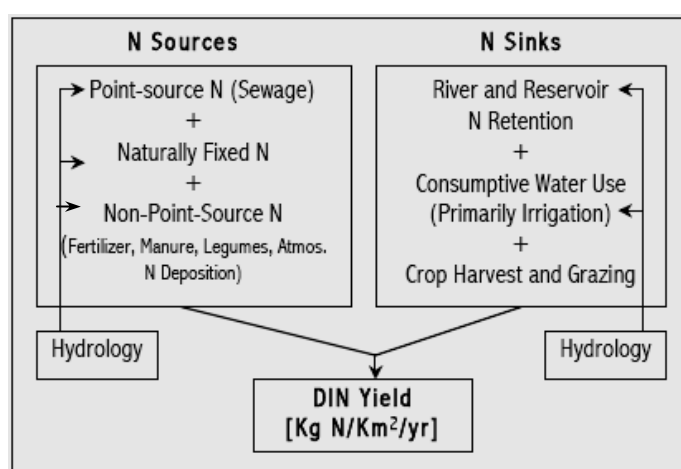 N Sources
Point-source N (Sewage)
+
Naturally Fixed N
+
Non-Point-Source N
(Fertilizer, Manure, Legumes, Atmos.
N Deposition)
Hydrology
N Sinks
River and Reservoir
N Retention
+
Consumptive Water Use
(Primarily Irrigation)
+
Crop Harvest and Grazing
Hydrology
DIN Yield
[Kg N/Km²/yr]